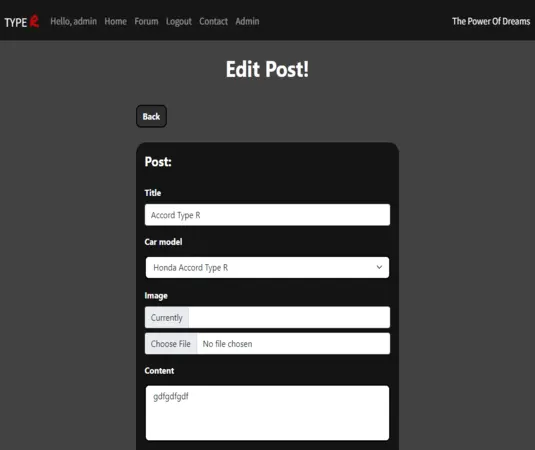 TYPE R Hello, admin Home Forum Logout Contact Admin The Power Of Dreams
Edit Post!
Back
Post:
Title
Accord Type R
Car model
Honda Accord Type R
Image
Currently
Choose File No file chosen
Content
gdfgdfgdf